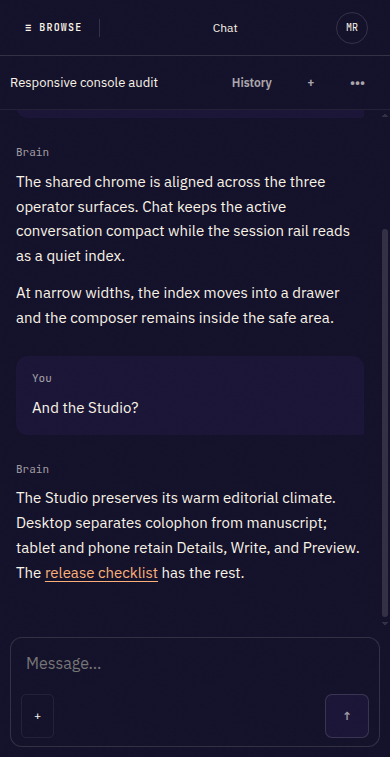 ≡ BROWSE
Chat
MR
Responsive console audit
History
+
•••
Brain
The shared chrome is aligned across the three
operator surfaces. Chat keeps the active
conversation compact while the session rail reads
as a quiet index.
At narrow widths, the index moves into a drawer
and the composer remains inside the safe area.
You
And the Studio?
Brain
The Studio preserves its warm editorial climate.
Desktop separates colophon from manuscript;
tablet and phone retain Details, Write, and Preview.
The release checklist has the rest.
Message...
+
↑